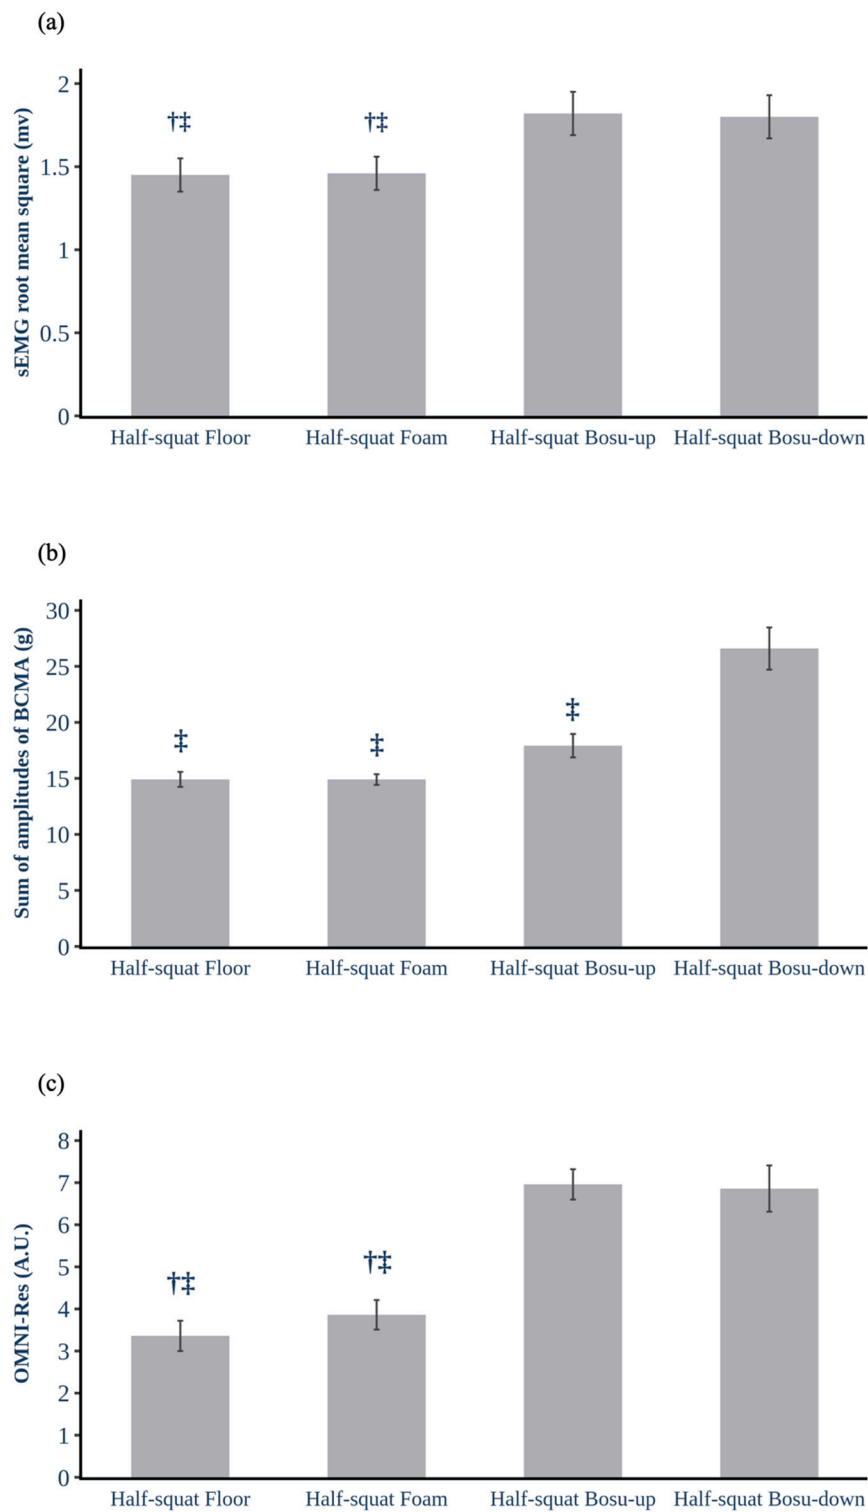 (a)
sEMG root mean square (mv)
2
1.5
1
0.5
0
†‡
†‡
Half-squat Floor
Half-squat Foam
Half-squat Bosu-up
Half-squat Bosu-down
(b)
Sum of amplitudes of BCMA (g)
30
25
20
15
10
5
0
‡
‡
‡
Half-squat Floor
Half-squat Foam
Half-squat Bosu-up
Half-squat Bosu-down
(c)
OMNI-Res (A.U.)
8
7
6
5
4
3
2
1
0
†‡
†‡
Half-squat Floor
Half-squat Foam
Half-squat Bosu-up
Half-squat Bosu-down